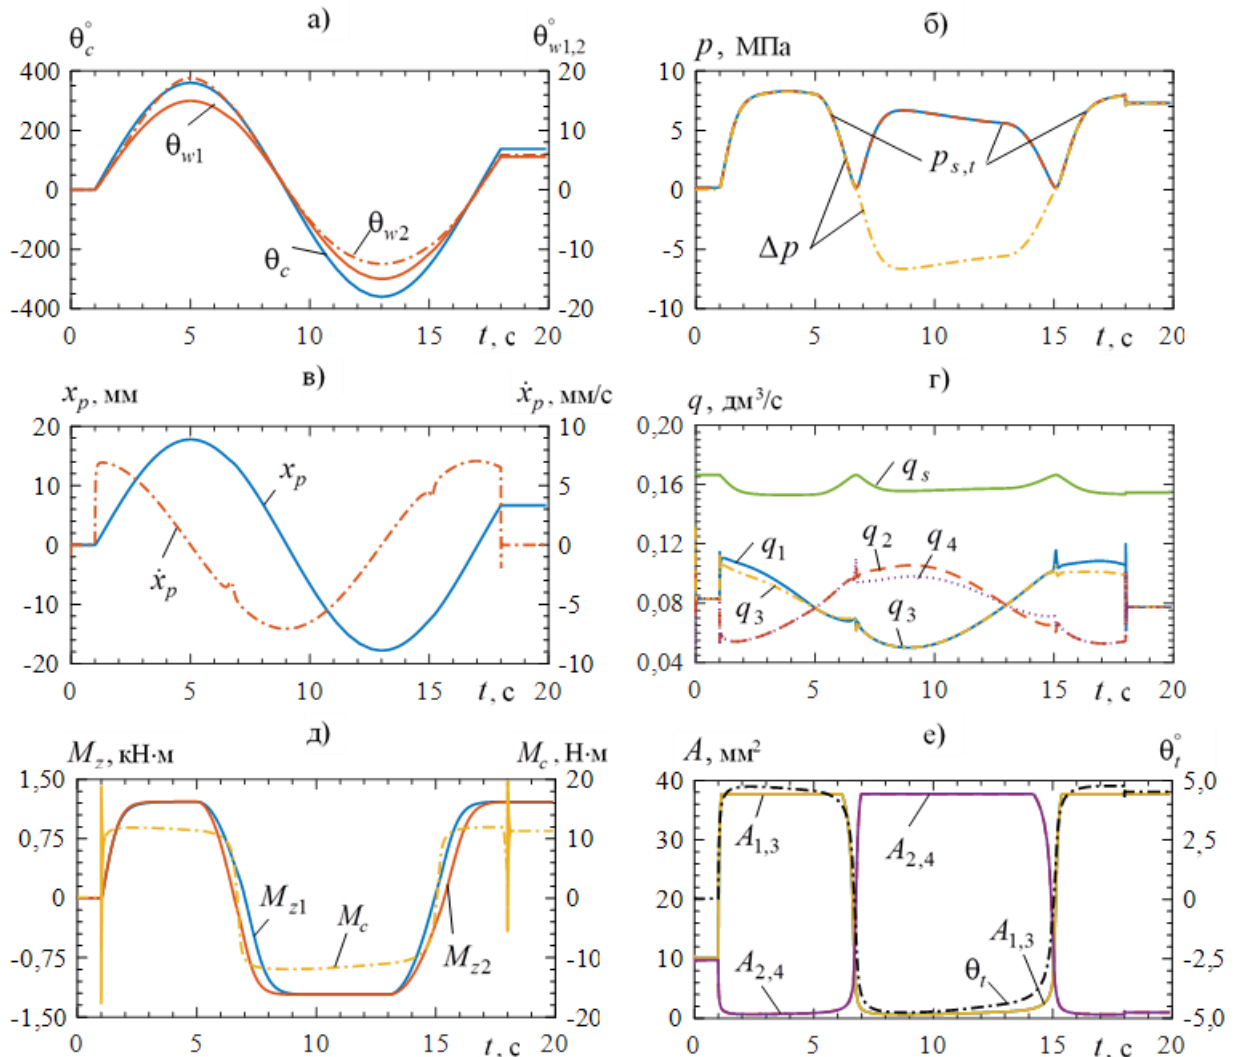 а)
θ°c θ°w1,2
400 20
200 10
0 0
-200 -10
-400 -20
θw1
θw2
θc
0 5 10 15 20
t, с
б)
p, МПа
10
5
0
-5
-10
ps,t
Δp
0 5 10 15 20
t, с
в)
xp, мм ẋp, мм/с
20 10
10 5
0 0
-10 -5
-20 -10
xp
ẋp
0 5 10 15 20
t, с
г)
q, дм³/с
0,20
0,16
0,12
0,08
0,04
qs
q1
q2
q4
q3
q3
0 5 10 15 20
t, с
д)
Mz, кН·м Mc, Н·м
1,50 20
0,75 10
0 0
-0,75 -10
-1,50 -20
Mz1
Mc
Mz2
0 5 10 15 20
t, с
е)
A, мм² θ°t
40 5,0
30 2,5
20 0
10 -2,5
0 -5,0
A1,3
A2,4
A1,3
A2,4
θt
0 5 10 15 20
t, с